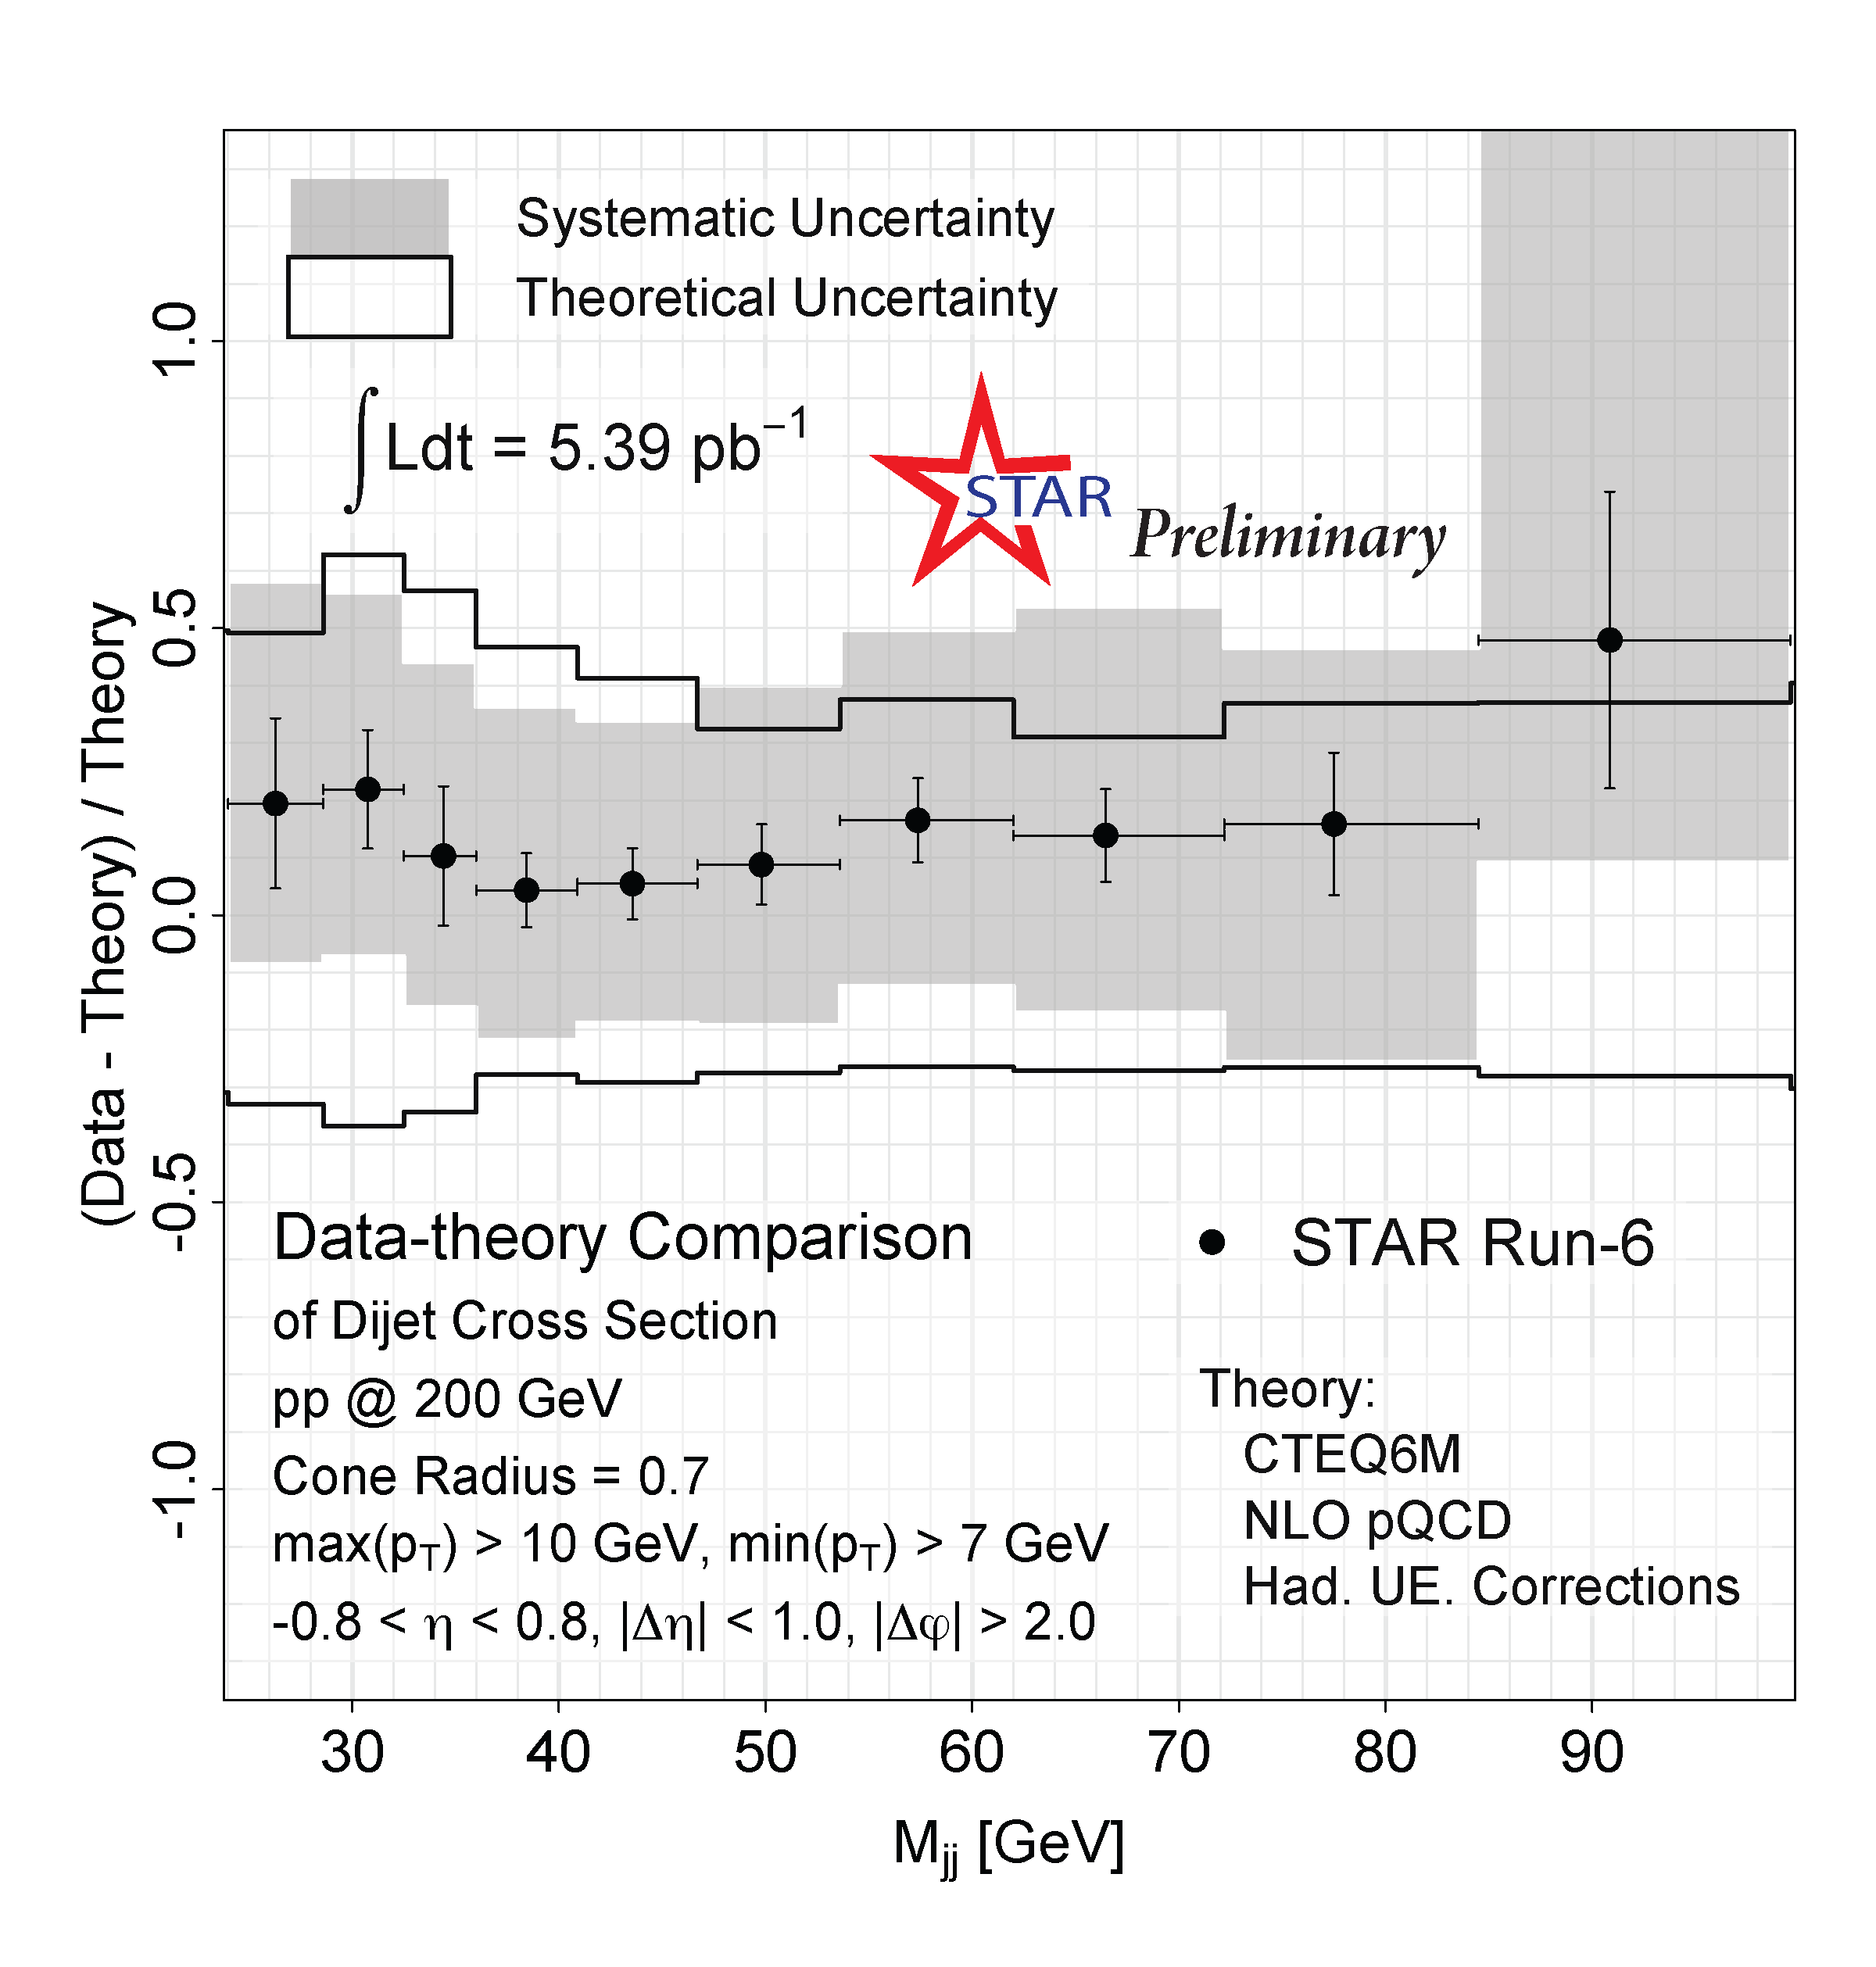 Systematic Uncertainty
Theoretical Uncertainty
∫Ldt = 5.39 pb⁻¹
STAR
Preliminary
(Data - Theory) / Theory
1.0
0.5
0.0
-0.5
-1.0
Data-theory Comparison
of Dijet Cross Section
pp @ 200 GeV
Cone Radius = 0.7
max(pT) > 10 GeV, min(pT) > 7 GeV
-0.8 < η < 0.8, |Δη| < 1.0, |Δφ| > 2.0
STAR Run-6
Theory:
CTEQ6M
NLO pQCD
Had. UE. Corrections
30 40 50 60 70 80 90
Mjj [GeV]